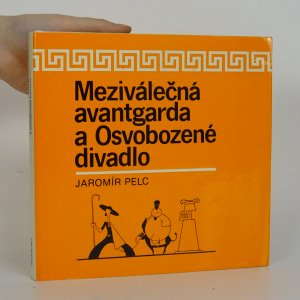 Meziválečná
avantgarda
a Osvobozené
divadlo
JAROMÍR PELC